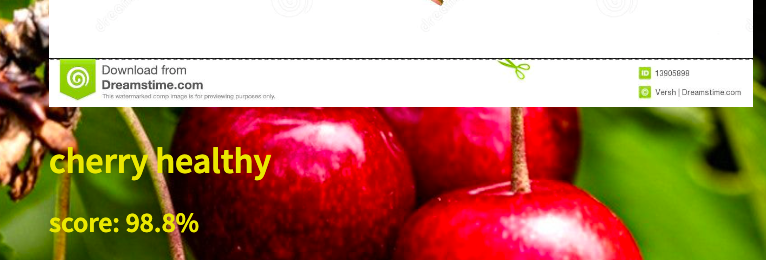 Download from
Dreamstime.com
This watermarked comp image is for previewing purposes only.
ID 13905898
Versh | Dreamstime.com
cherry healthy
score: 98.8%